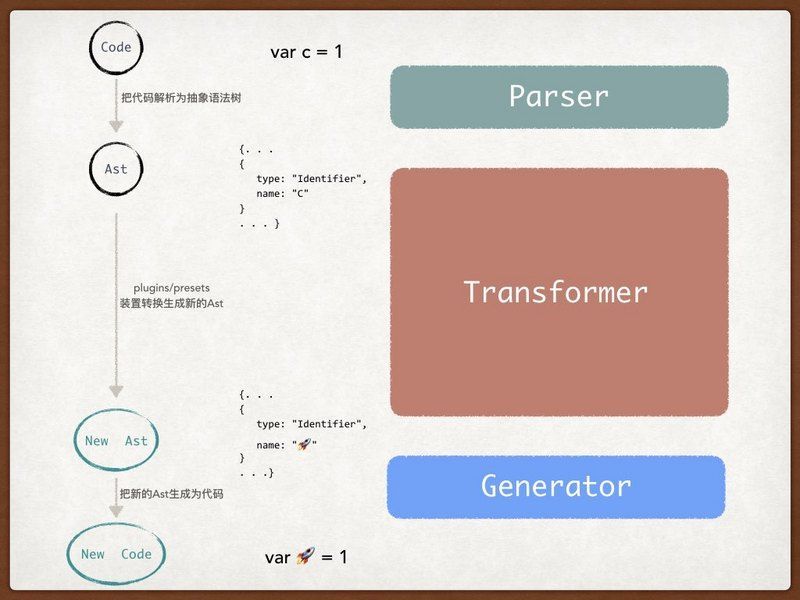 Code
var c = 1
Parser
把代码解析为抽象语法树
Ast
{. . .
{
type: "Identifier",
name: "C"
}
. . . }
Transformer
plugins/presets
装置转换生成新的Ast
New Ast
{. . .
{
type: "Identifier",
name: "🚀"
}
. . .}
Generator
把新的Ast生成为代码
New Code
var 🚀 = 1